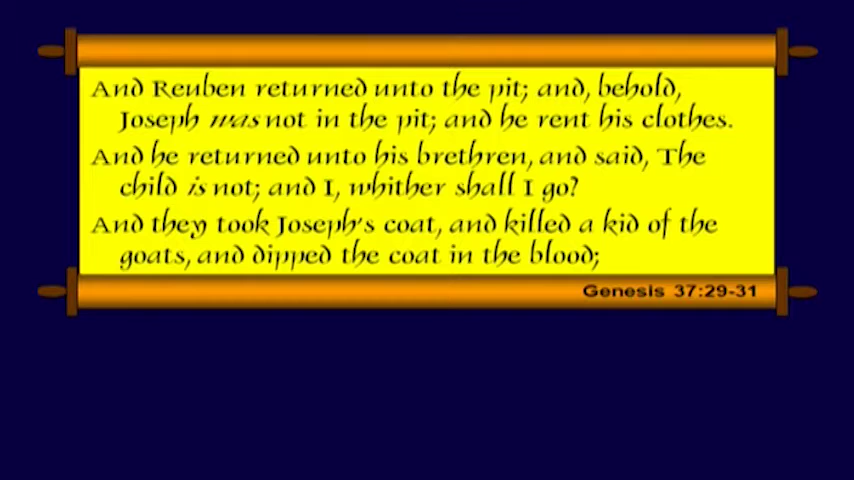 And Reuben returned unto the pit; and, behold,
Joseph was not in the pit; and he rent his clothes.
And he returned unto his brethren, and said, The
child is not; and I, whither shall I go?
And they took Joseph's coat, and killed a kid of the
goats, and dipped the coat in the blood;
Genesis 37:29-31